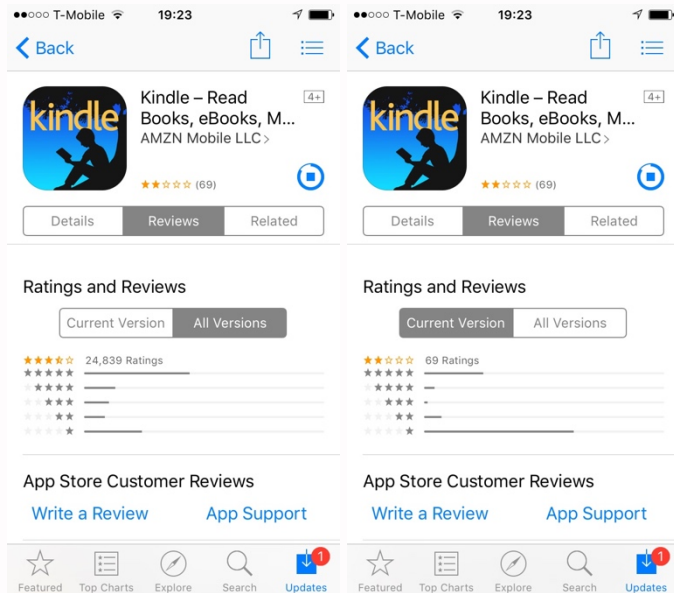 T-Mobile 19:23
Back
kindle
Kindle – Read
Books, eBooks, M...
4+
AMZN Mobile LLC
(69)
Details Reviews Related
Ratings and Reviews
Current Version All Versions
24,839 Ratings
App Store Customer Reviews
Write a Review App Support
1
Featured Top Charts Explore Search Updates
T-Mobile 19:23
Back
kindle
Kindle – Read
Books, eBooks, M...
4+
AMZN Mobile LLC
(69)
Details Reviews Related
Ratings and Reviews
Current Version All Versions
69 Ratings
App Store Customer Reviews
Write a Review App Support
1
Featured Top Charts Explore Search Updates